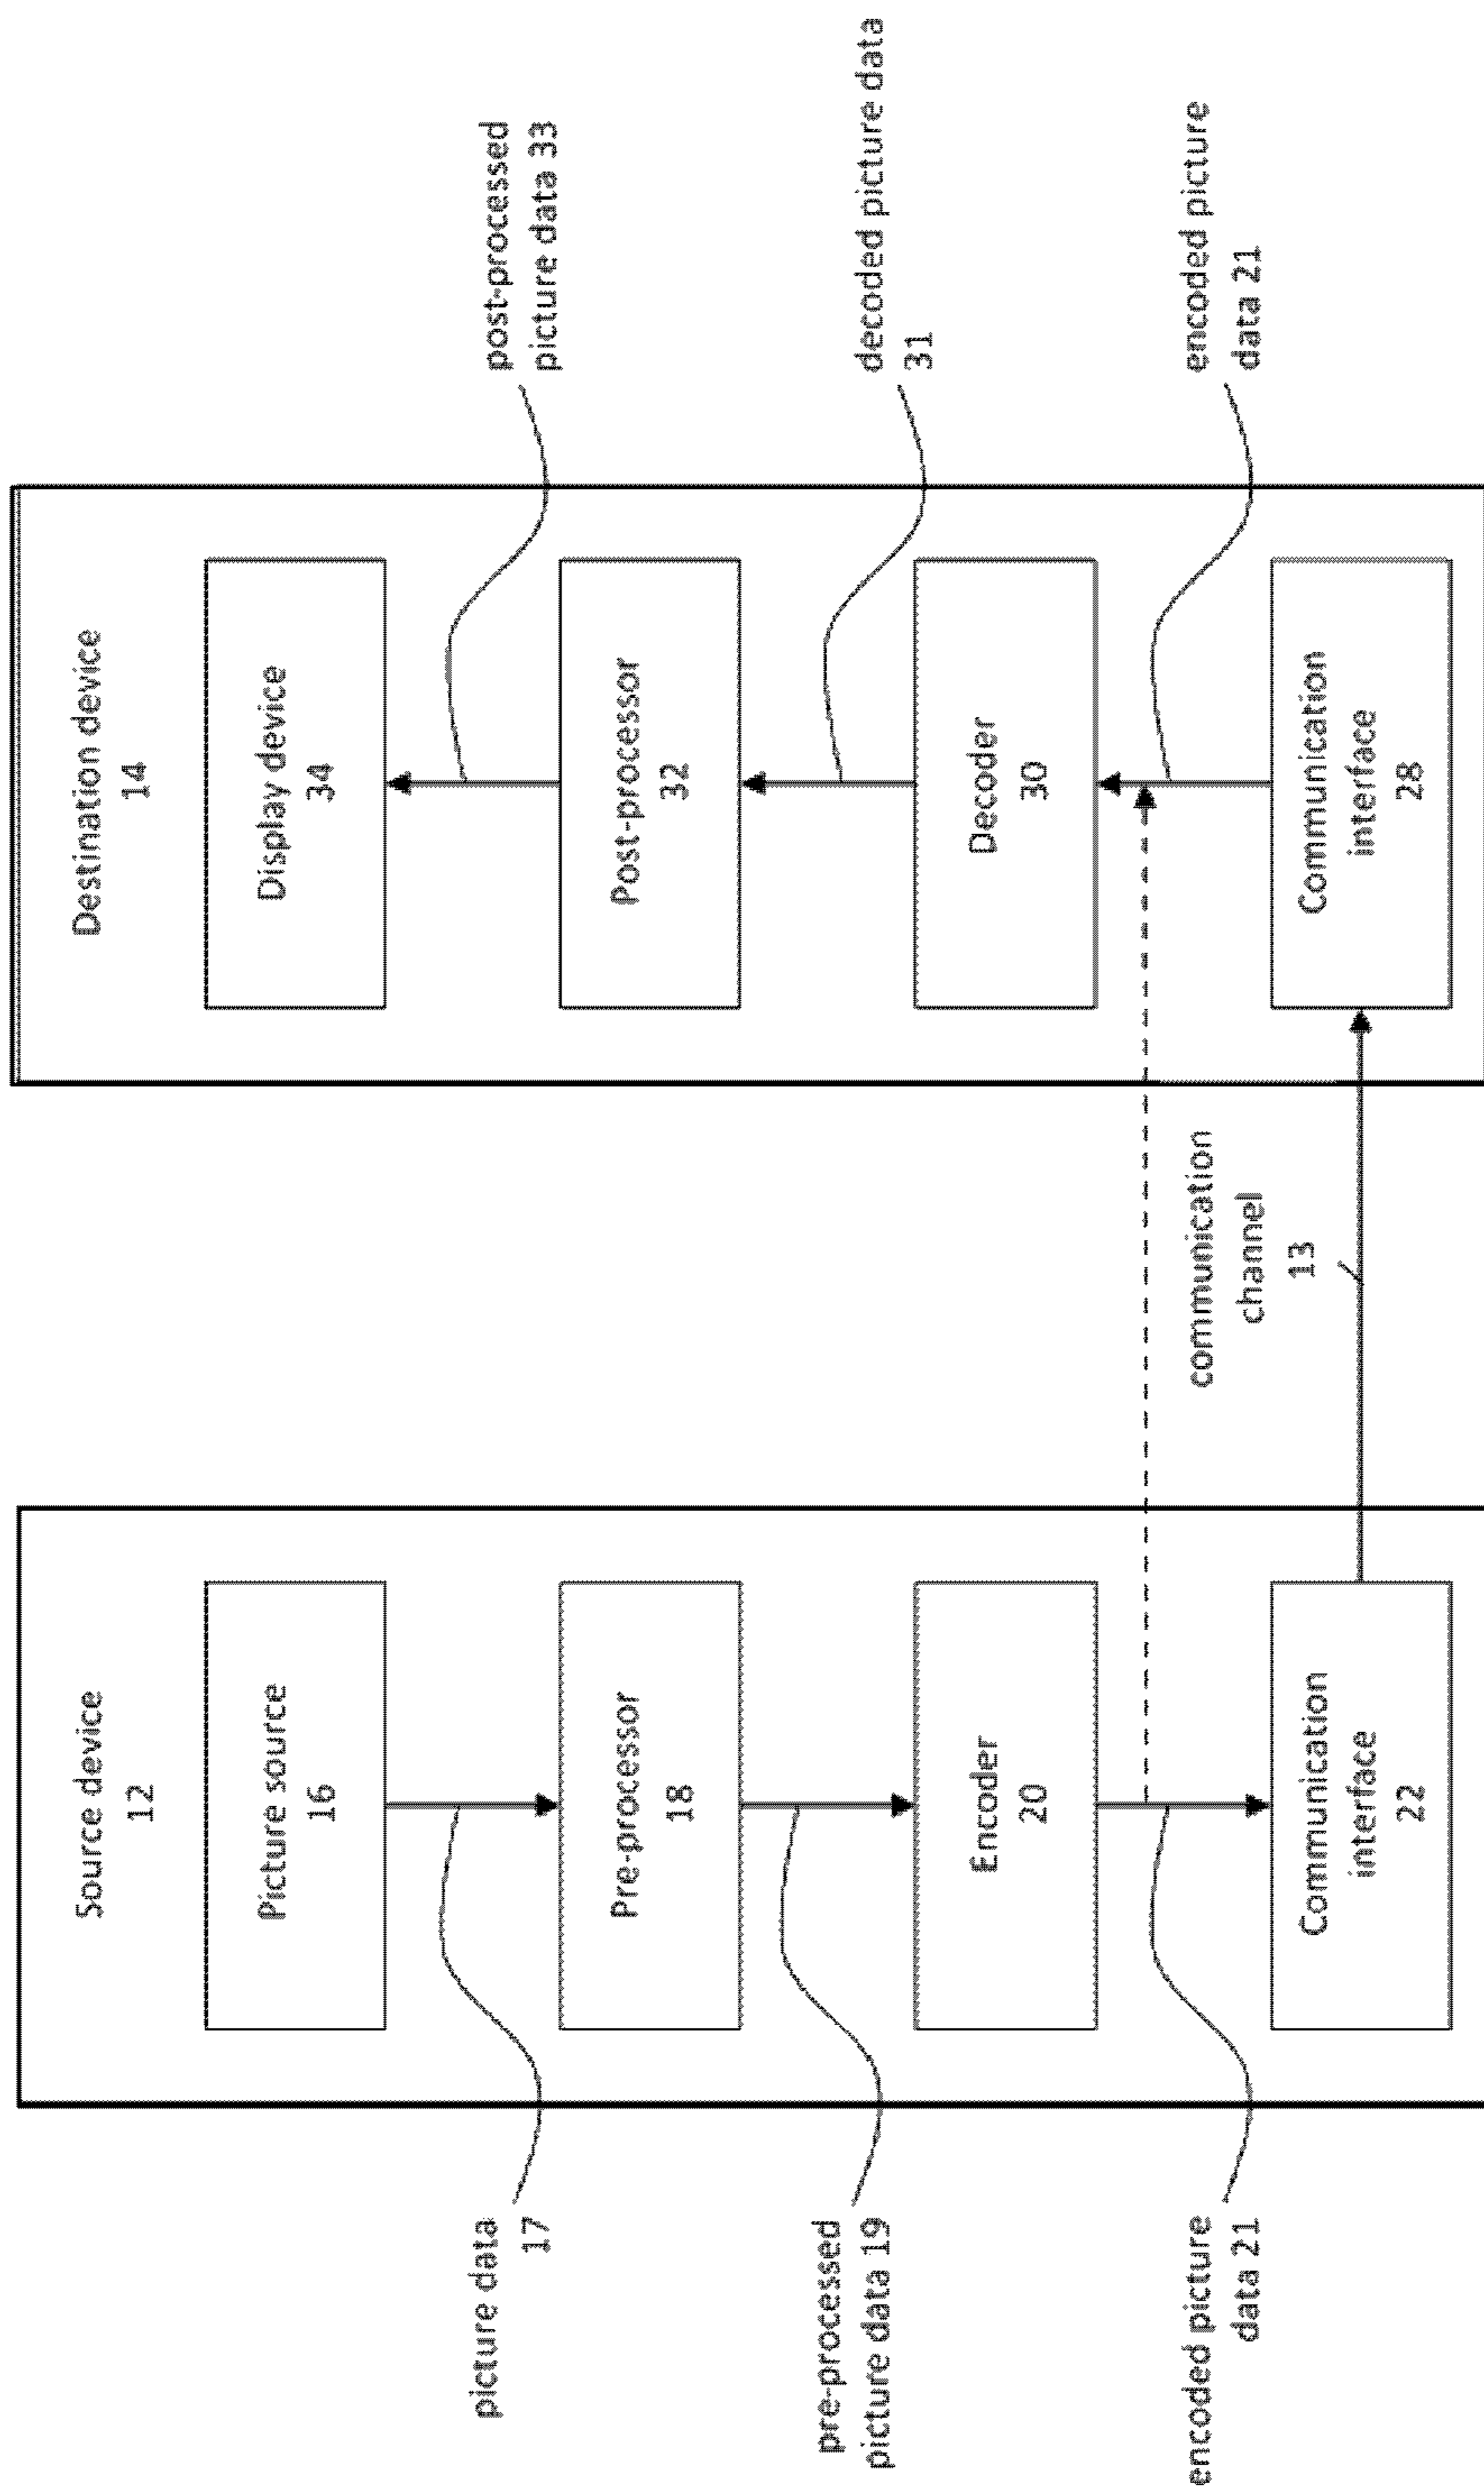 Source device
12
Picture source
16
picture data
17
Pre-processor
18
pre-processed
picture data 19
Encoder
20
encoded picture
data 21
Communication
interface
22
communication
channel
13
Destination device
14
Display device
34
post-processed
picture data 33
Post-processor
32
decoded picture data
31
Decoder
30
encoded picture
data 21
Communication
interface
28